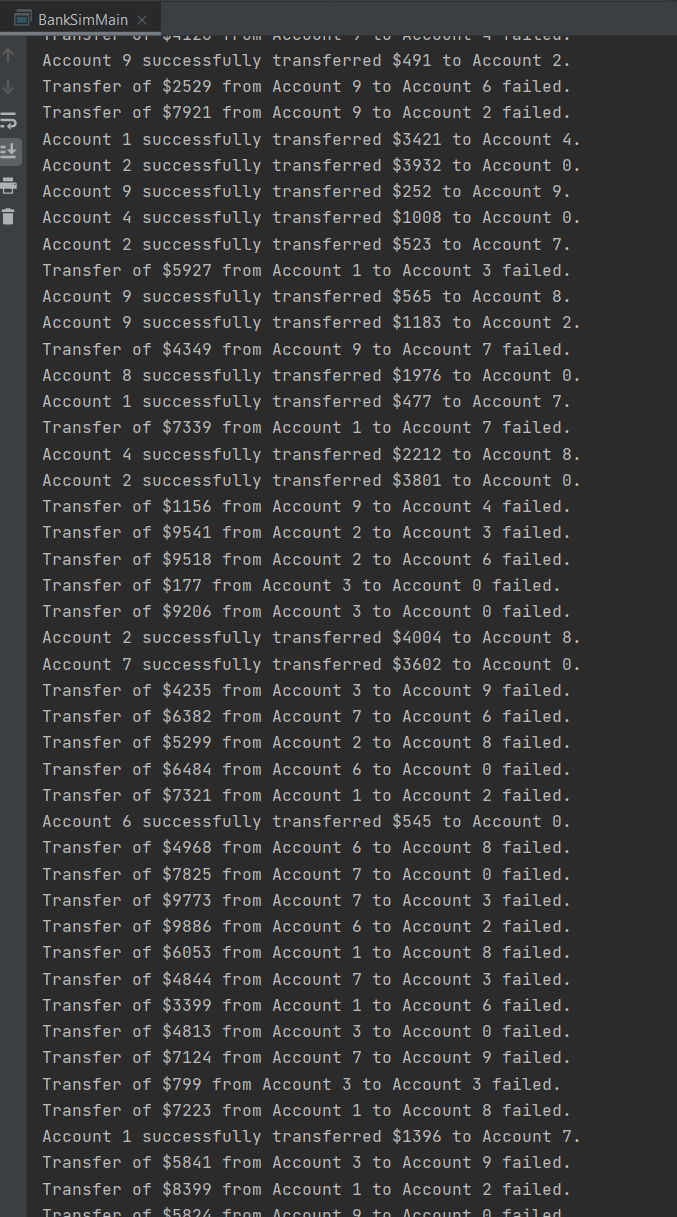 BankSimMain
Transfer of $4120 from Account 9 to Account 4 failed.
Account 9 successfully transferred $491 to Account 2.
Transfer of $2529 from Account 9 to Account 6 failed.
Transfer of $7921 from Account 9 to Account 2 failed.
Account 1 successfully transferred $3421 to Account 4.
Account 2 successfully transferred $3932 to Account 0.
Account 9 successfully transferred $252 to Account 9.
Account 4 successfully transferred $1008 to Account 0.
Account 2 successfully transferred $523 to Account 7.
Transfer of $5927 from Account 1 to Account 3 failed.
Account 9 successfully transferred $565 to Account 8.
Account 9 successfully transferred $1183 to Account 2.
Transfer of $4349 from Account 9 to Account 7 failed.
Account 8 successfully transferred $1976 to Account 0.
Account 1 successfully transferred $477 to Account 7.
Transfer of $7339 from Account 1 to Account 7 failed.
Account 4 successfully transferred $2212 to Account 8.
Account 2 successfully transferred $3801 to Account 0.
Transfer of $1156 from Account 9 to Account 4 failed.
Transfer of $9541 from Account 2 to Account 3 failed.
Transfer of $9518 from Account 2 to Account 6 failed.
Transfer of $177 from Account 3 to Account 0 failed.
Transfer of $9206 from Account 3 to Account 0 failed.
Account 2 successfully transferred $4004 to Account 8.
Account 7 successfully transferred $3602 to Account 0.
Transfer of $4235 from Account 3 to Account 9 failed.
Transfer of $6382 from Account 7 to Account 6 failed.
Transfer of $5299 from Account 2 to Account 8 failed.
Transfer of $6484 from Account 6 to Account 0 failed.
Transfer of $7321 from Account 1 to Account 2 failed.
Account 6 successfully transferred $545 to Account 0.
Transfer of $4968 from Account 6 to Account 8 failed.
Transfer of $7825 from Account 7 to Account 0 failed.
Transfer of $9773 from Account 7 to Account 3 failed.
Transfer of $9886 from Account 6 to Account 2 failed.
Transfer of $6053 from Account 1 to Account 8 failed.
Transfer of $4844 from Account 7 to Account 3 failed.
Transfer of $3399 from Account 1 to Account 6 failed.
Transfer of $4813 from Account 3 to Account 0 failed.
Transfer of $7124 from Account 7 to Account 9 failed.
Transfer of $799 from Account 3 to Account 3 failed.
Transfer of $7223 from Account 1 to Account 8 failed.
Account 1 successfully transferred $1396 to Account 7.
Transfer of $5841 from Account 3 to Account 9 failed.
Transfer of $8399 from Account 1 to Account 2 failed.
Transfer of $5824 from Account 9 to Account 0 failed.